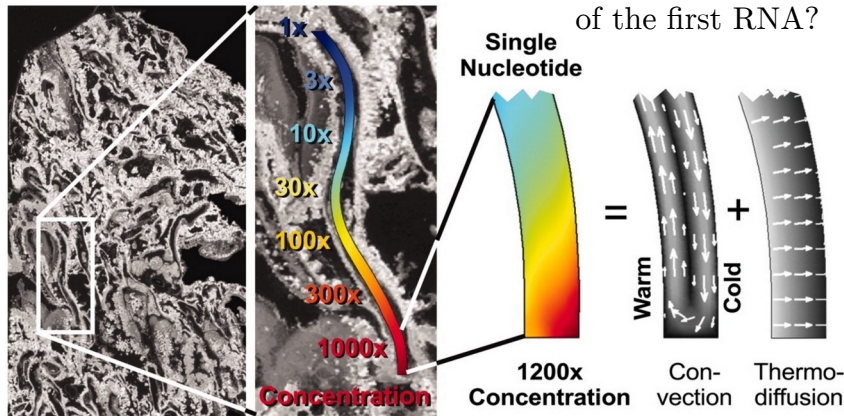 of the first RNA?
1x
3x
10x
30x
100x
300x
1000x
Concentration
Single
Nucleotide
=
+
Warm
Cold
1200x
Concentration
Con-
vection
Thermo-
diffusion